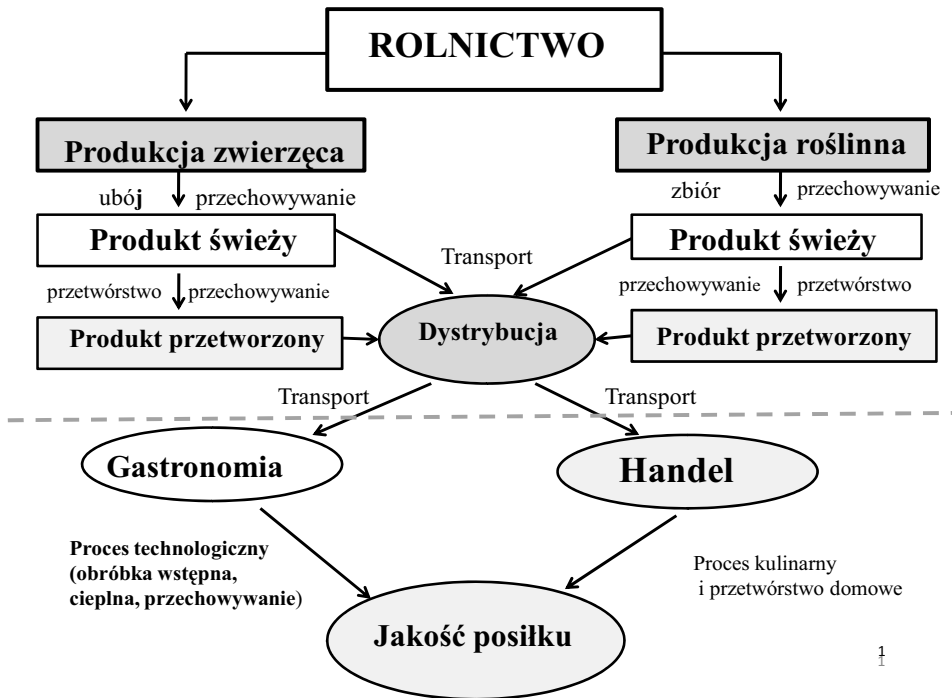 ROLNICTWO
Produkcja zwierzęca
Produkcja roślinna
ubój przechowywanie
zbiór przechowywanie
Produkt świeży
Produkt świeży
Transport
przetwórstwo przechowywanie
przechowywanie przetwórstwo
Produkt przetworzony
Dystrybucja
Produkt przetworzony
Transport
Transport
Gastronomia
Handel
Proces technologiczny
(obróbka wstępna,
cieplna, przechowywanie)
Proces kulinarny
i przetwórstwo domowe
Jakość posiłku
1
1